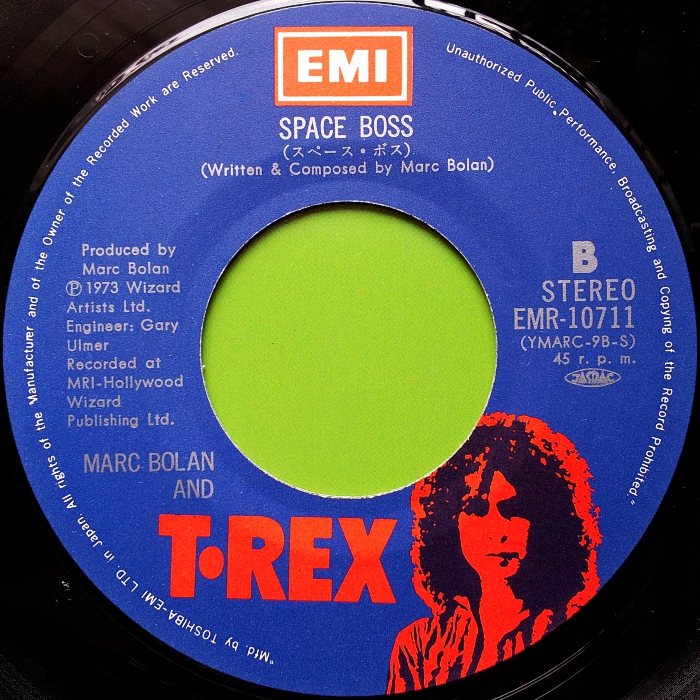 EMI
SPACE BOSS
(スペース・ボス)
(Written & Composed by Marc Bolan)
Produced by
Marc Bolan
Ⓟ 1973 Wizard
Artists Ltd.
Engineer: Gary
Ulmer
Recorded at
MRI-Hollywood
Wizard
Publishing Ltd.
B
STEREO
EMR-10711
(YMARC-9B-S)
45 r. p. m.
JASRAC
MARC BOLAN
AND
T•REX
"Mfd by TOSHIBA-EMI LTD. in Japan. All rights of the Manufacturer and of the Owner of the Recorded Work are Reserved. Unauthorized Public Performance, Broadcasting and Copying of the Record Prohibited."